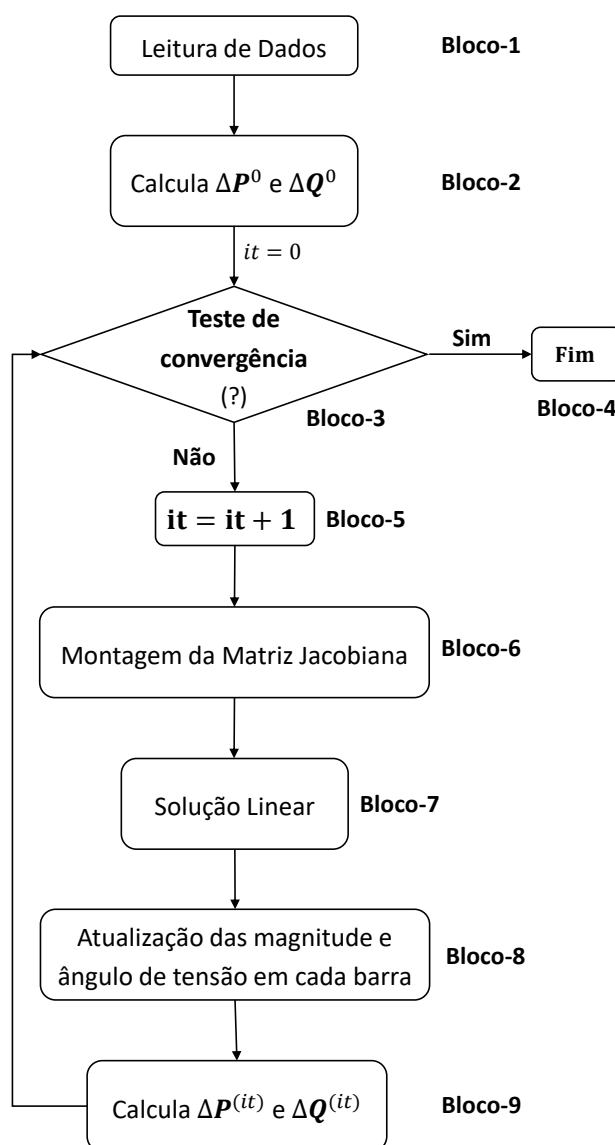 Leitura de Dados
Bloco-1
Calcula Δ𝑷⁰ e Δ𝑸⁰
Bloco-2
𝑖𝑡 = 0
Teste de
convergência
(?)
Bloco-3
Sim
Fim
Bloco-4
Não
it = it + 1
Bloco-5
Montagem da Matriz Jacobiana
Bloco-6
Solução Linear
Bloco-7
Atualização das magnitude e
ângulo de tensão em cada barra
Bloco-8
Calcula Δ𝑷⁽ⁱᵗ⁾ e Δ𝑸⁽ⁱᵗ⁾
Bloco-9